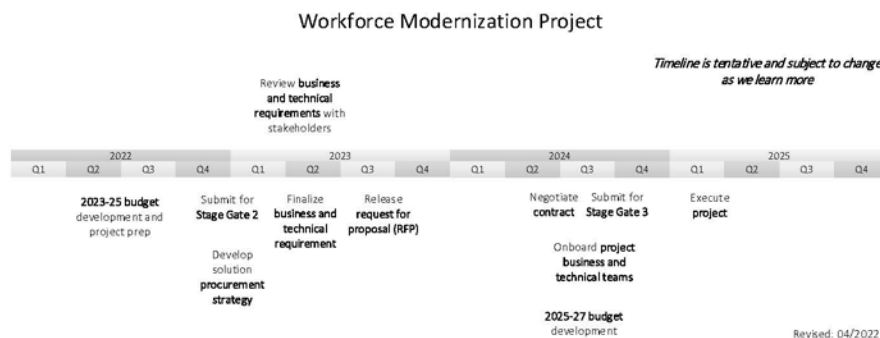 Workforce Modernization Project
Timeline is tentative and subject to change
as we learn more
Review business
and technical
requirements with
stakeholders
2022 2023 2024 2025
Q1 Q2 Q3 Q4 Q1 Q2 Q3 Q4 Q1 Q2 Q3 Q4 Q1 Q2 Q3 Q4
2023-25 budget
development and
project prep
Submit for
Stage Gate 2
Develop
solution
procurement
strategy
Finalize
business and
technical
requirement
Release
request for
proposal (RFP)
Negotiate
contract
Submit for
Stage Gate 3
Onboard project
business and
technical teams
2025-27 budget
development
Execute
project
Revised: 04/2022